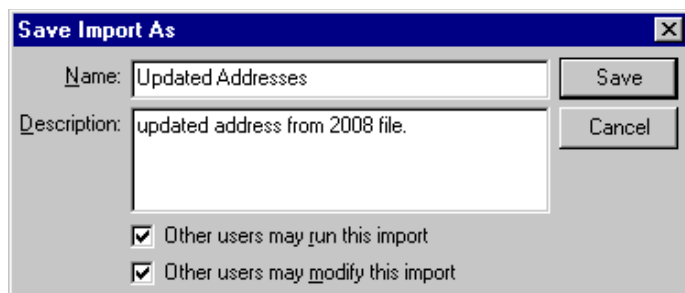 Save Import As
Name: Updated Addresses Save
Description: updated address from 2008 file. Cancel
Other users may run this import
Other users may modify this import